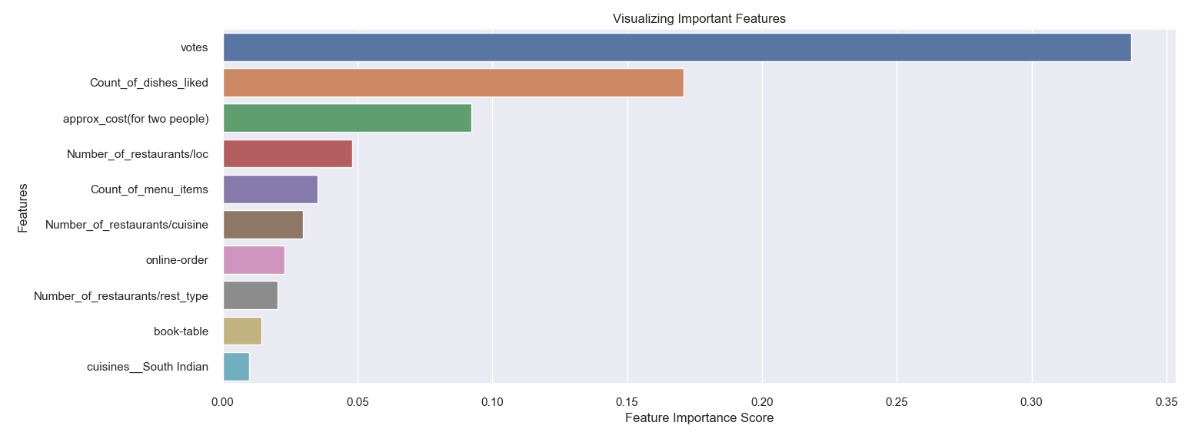 Visualizing Important Features
votes
Count_of_dishes_liked
approx_cost(for two people)
Number_of_restaurants/loc
Count_of_menu_items
Number_of_restaurants/cuisine
online-order
Number_of_restaurants/rest_type
book-table
cuisines__South Indian
Features
0.00 0.05 0.10 0.15 0.20 0.25 0.30 0.35
Feature Importance Score